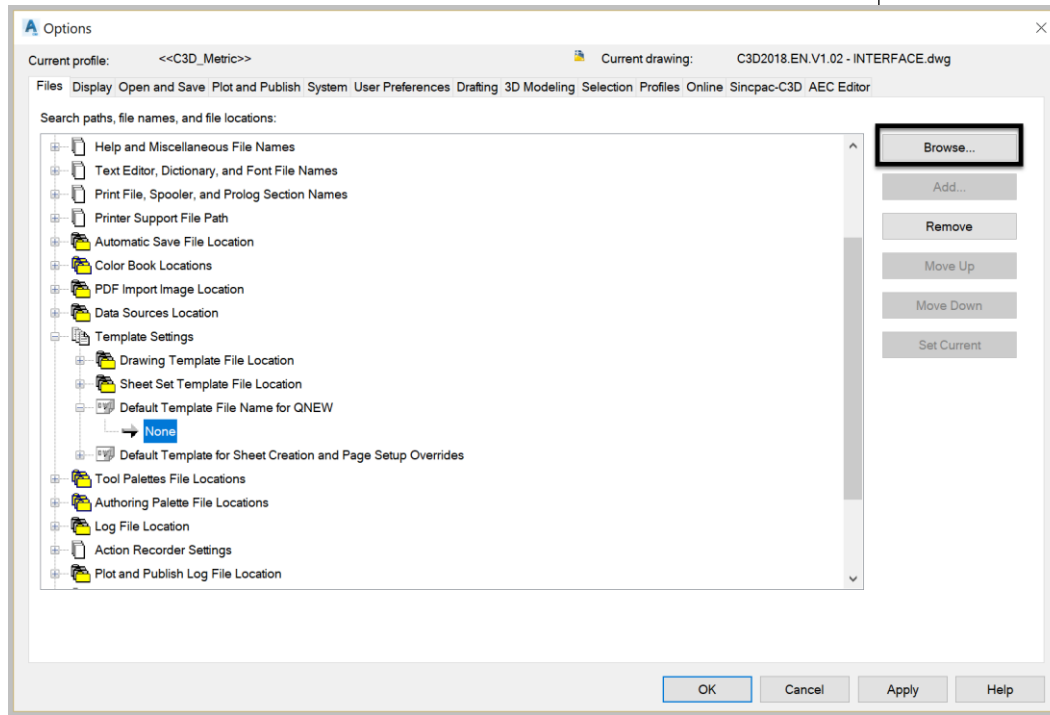 Options
Current profile: <<C3D_Metric>> Current drawing: C3D2018.EN.V1.02 - INTERFACE.dwg
Files Display Open and Save Plot and Publish System User Preferences Drafting 3D Modeling Selection Profiles Online Sincpac-C3D AEC Editor
Search paths, file names, and file locations:
Help and Miscellaneous File Names
Browse...
Text Editor, Dictionary, and Font File Names
Add...
Print File, Spooler, and Prolog Section Names
Printer Support File Path
Remove
Automatic Save File Location
Color Book Locations
Move Up
PDF Import Image Location
Data Sources Location
Move Down
Template Settings
Set Current
Drawing Template File Location
Sheet Set Template File Location
Default Template File Name for QNEW
None
Default Template for Sheet Creation and Page Setup Overrides
Tool Palettes File Locations
Authoring Palette File Locations
Log File Location
Action Recorder Settings
Plot and Publish Log File Location
OK Cancel Apply Help